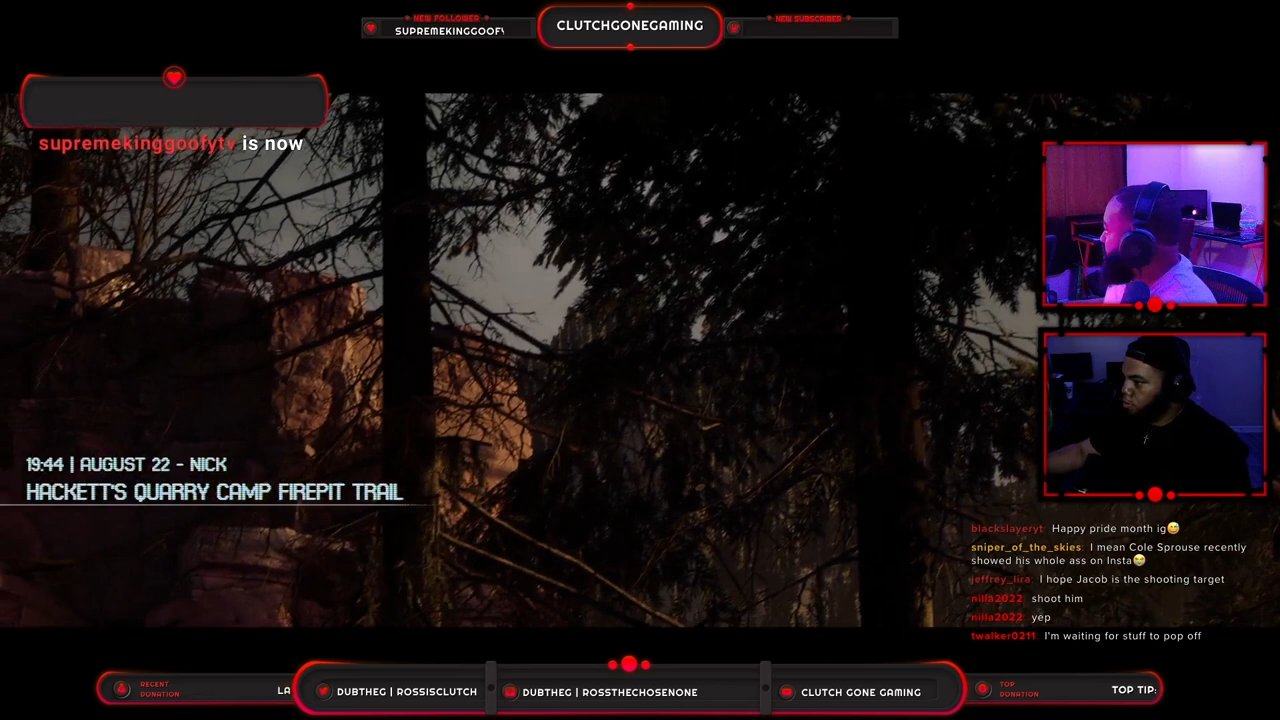 NEW FOLLOWER
SUPREMEKINGGOOFY
CLUTCHGONEGAMING
NEW SUBSCRIBER
supremekinggoofytv is now
19:44 | AUGUST 22 - NICK
HACKETT'S QUARRY CAMP FIREPIT TRAIL
blackslayeryt: Happy pride month ig😅
sniper_of_the_skies: I mean Cole Sprouse recently
showed his whole ass on Insta😭
jeffrey_lira: I hope Jacob is the shooting target
nilla2022: shoot him
nilla2022: yep
twalker0211: I'm waiting for stuff to pop off
RECENT
DONATION
LA
DUBTHEG | ROSSISCLUTCH
DUBTHEG | ROSSTHECHOSENONE
CLUTCH GONE GAMING
TOP
DONATION
TOP TIP: